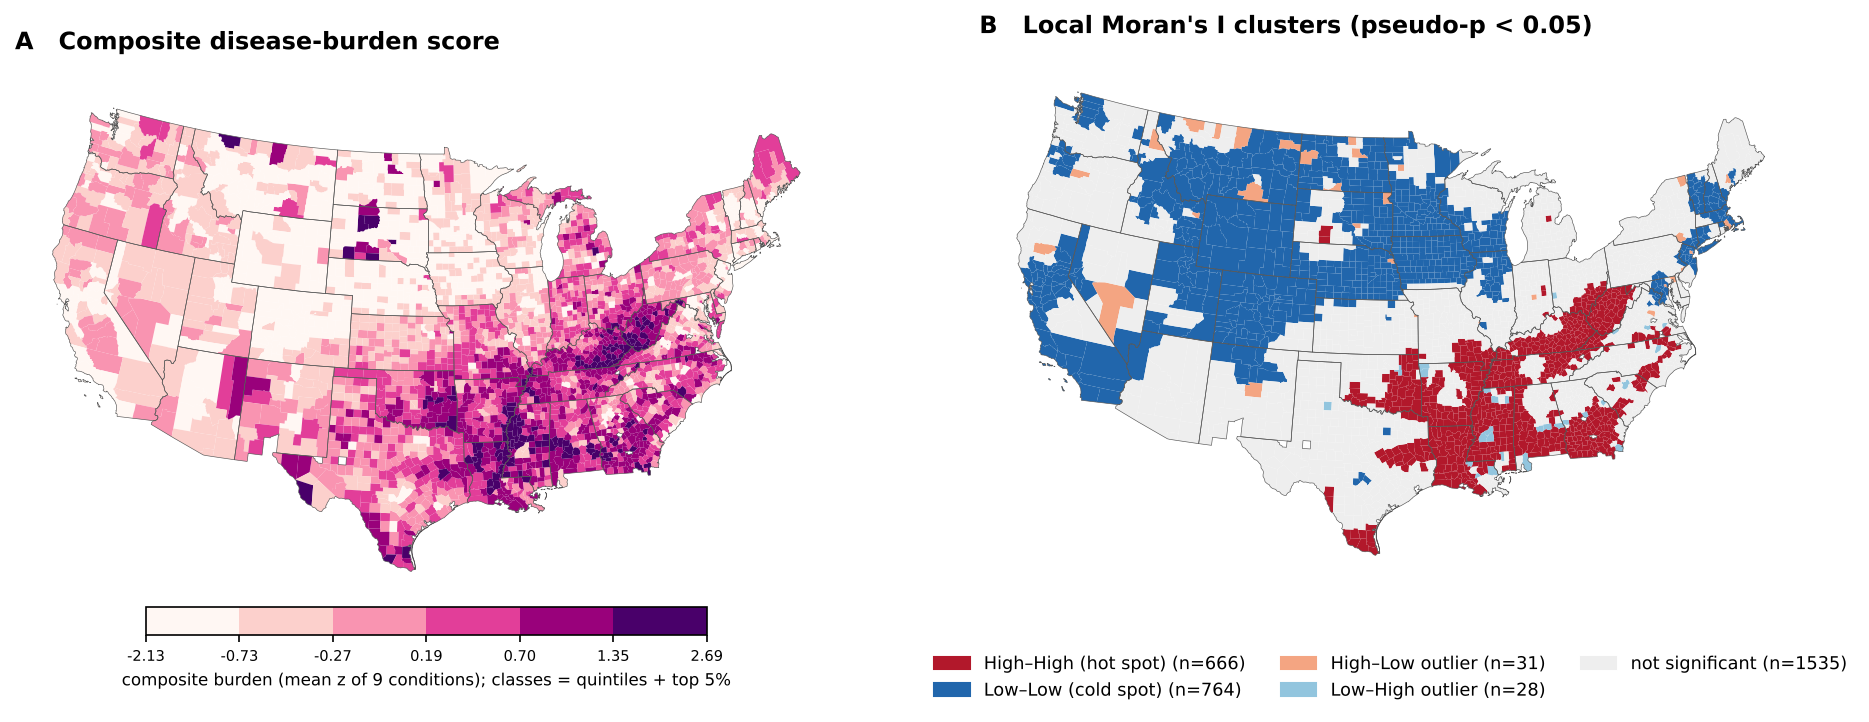 A Composite disease-burden score
-2.13 -0.73 -0.27 0.19 0.70 1.35 2.69
composite burden (mean z of 9 conditions); classes = quintiles + top 5%
B Local Moran's I clusters (pseudo-p < 0.05)
High–High (hot spot) (n=666) High–Low outlier (n=31) not significant (n=1535)
Low–Low (cold spot) (n=764) Low–High outlier (n=28)